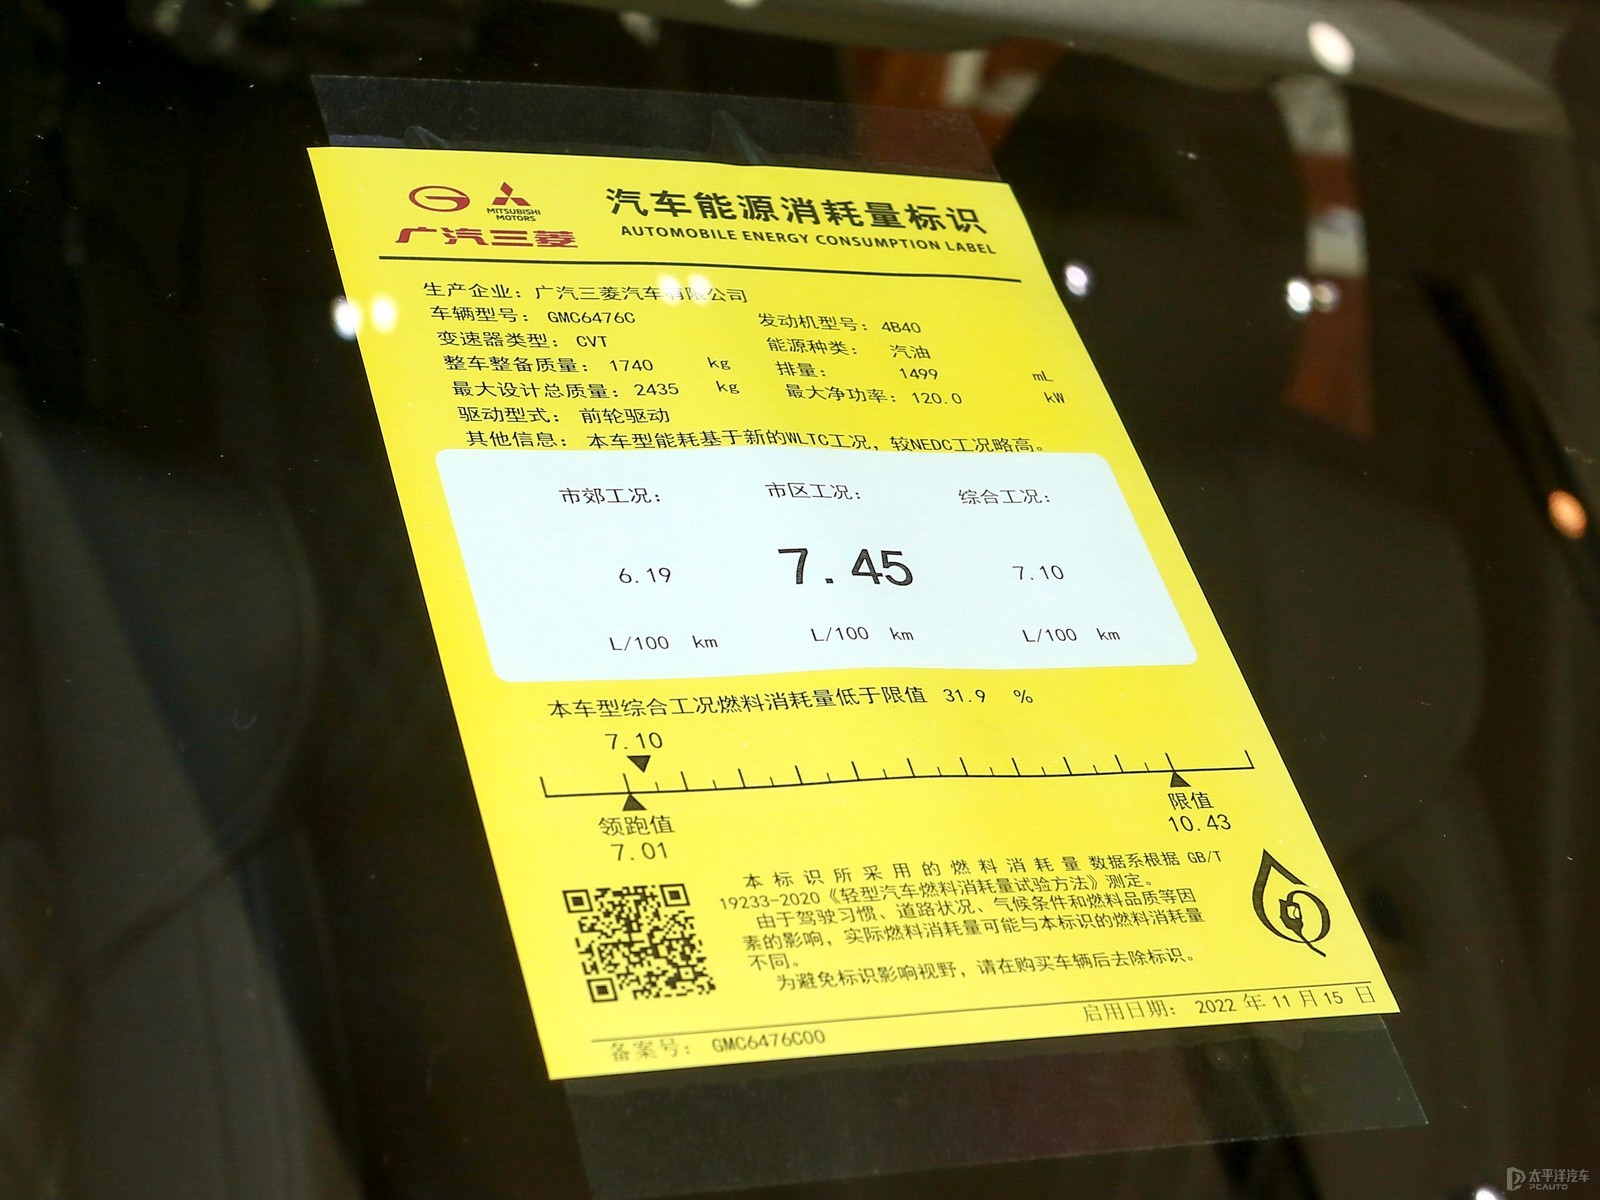 MITSUBISHI MOTORS
广汽三菱
汽车能源消耗量标识
AUTOMOBILE ENERGY CONSUMPTION LABEL
生产企业：广汽三菱汽车有限公司
车辆型号：GMC6476C 发动机型号：4B40
变速器类型：CVT 能源种类：汽油
整车整备质量：1740 kg 排量：1499 mL
最大设计总质量：2435 kg 最大净功率：120.0 kW
驱动型式：前轮驱动
其他信息：本车型能耗基于新的WLTC工况，较NEDC工况略高。
市郊工况： 市区工况： 综合工况：
6.19 7.45 7.10
L/100 km L/100 km L/100 km
本车型综合工况燃料消耗量低于限值 31.9 %
7.10
领跑值 限值
7.01 10.43
本标识所采用的燃料消耗量数据系根据 GB/T
19233-2020《轻型汽车燃料消耗量试验方法》测定。
由于驾驶习惯、道路状况、气候条件和燃料品质等因
素的影响，实际燃料消耗量可能与本标识的燃料消耗量
不同。
为避免标识影响视野，请在购买车辆后去除标识。
备案号：GMC6476C00 启用日期：2022 年 11 月 15 日
太平洋汽车
PCAUTO